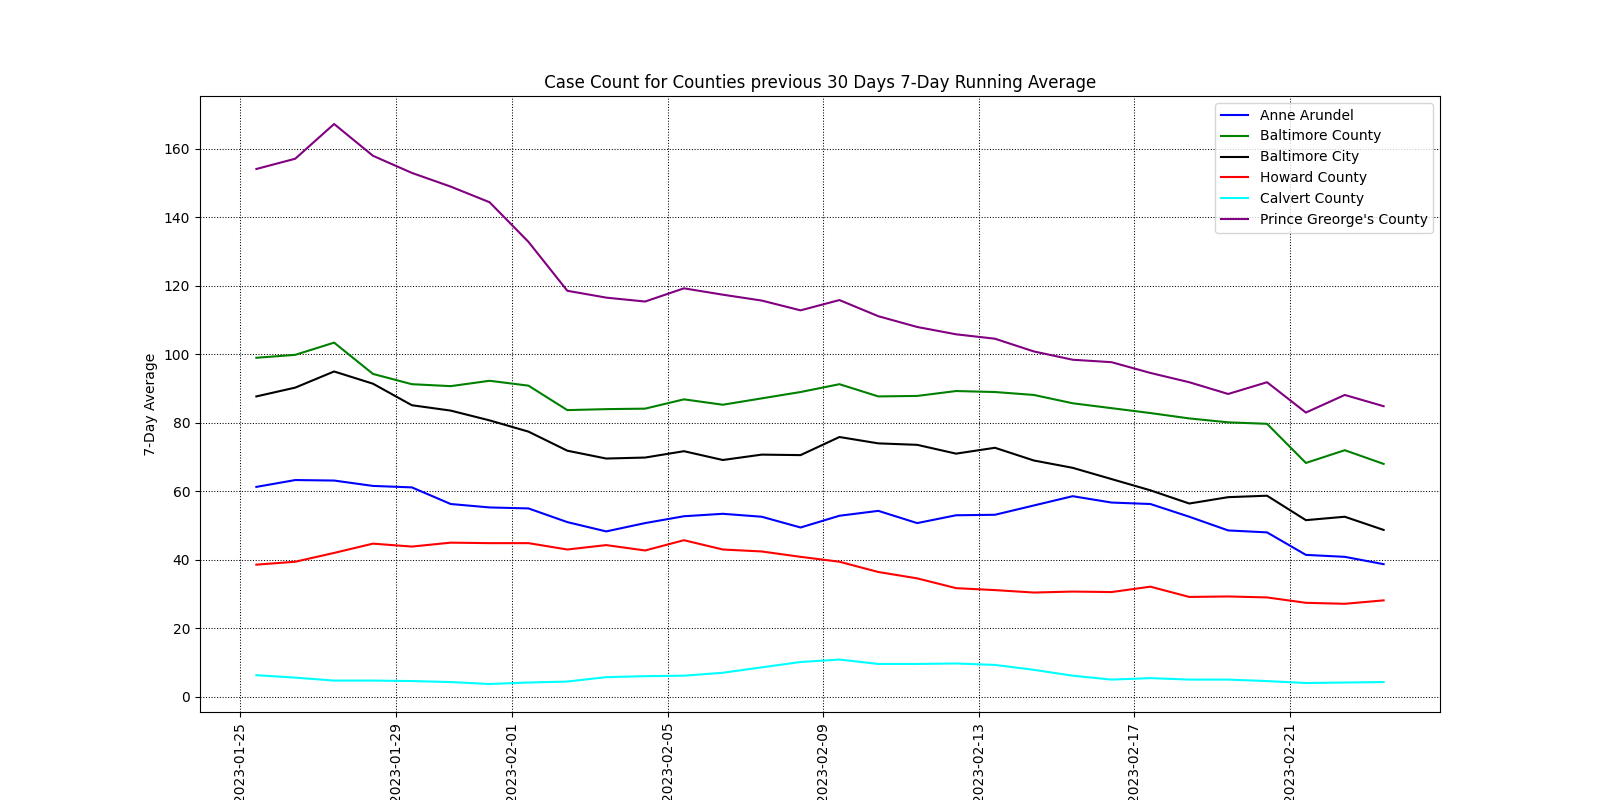 Case Count for Counties previous 30 Days 7-Day Running Average
Anne Arundel
Baltimore County
Baltimore City
Howard County
Calvert County
Prince Greorge's County
7-Day Average
160
140
120
100
80
60
40
20
0
2023-01-25
2023-01-29
2023-02-01
2023-02-05
2023-02-09
2023-02-13
2023-02-17
2023-02-21